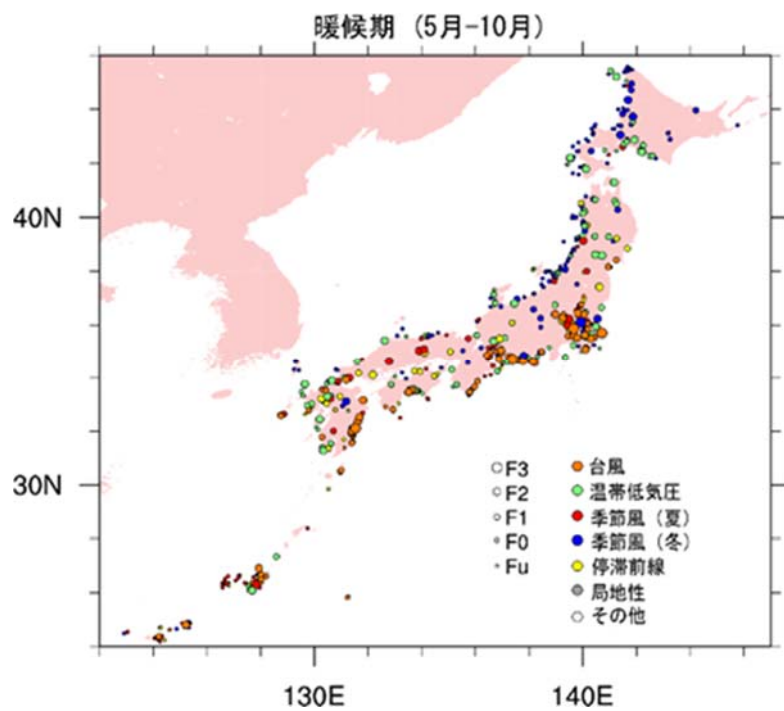 暖候期 (5月-10月)
40N
30N
F3
F2
F1
F0
Fu
台風
温帯低気圧
季節風（夏）
季節風（冬）
停滞前線
局地性
その他
130E
140E